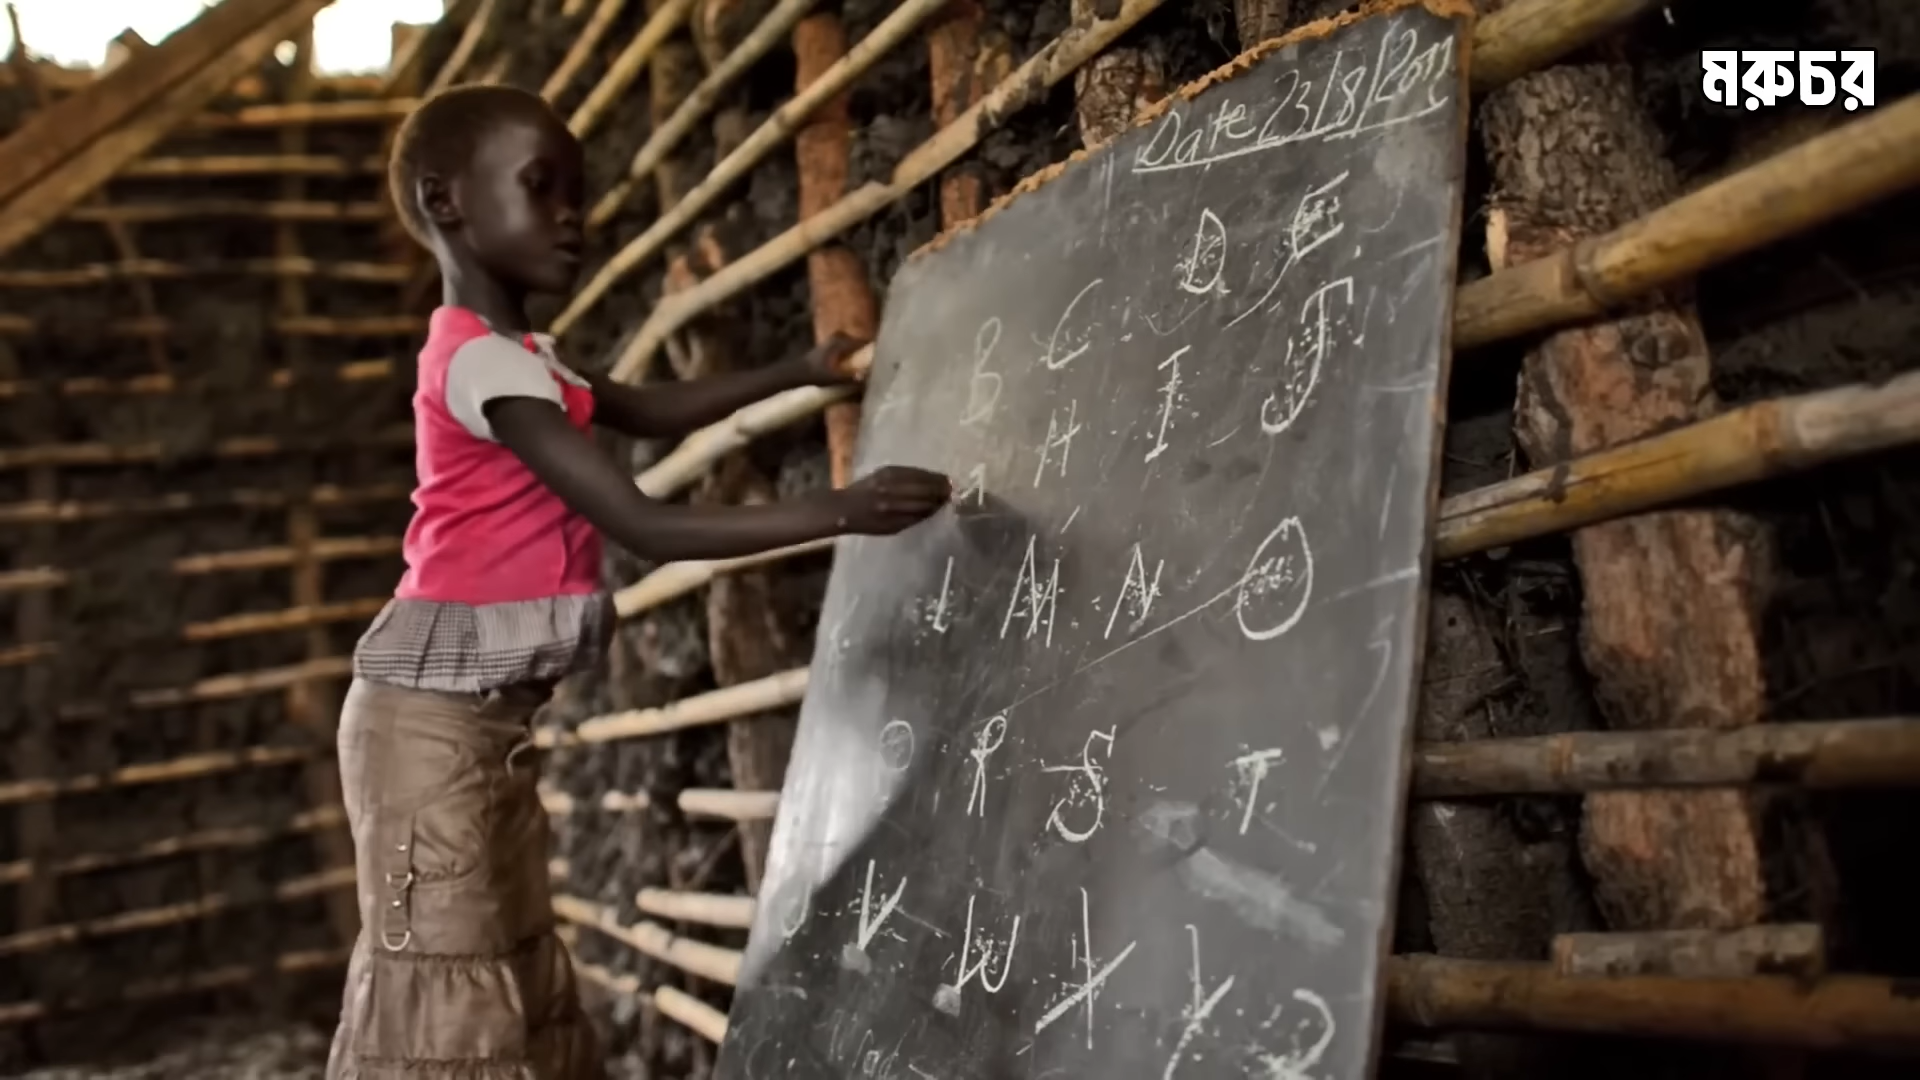 মরুচর
Date 23/8/2011
B C D E
H I J
L M N O
P S T
U V W X Y Z